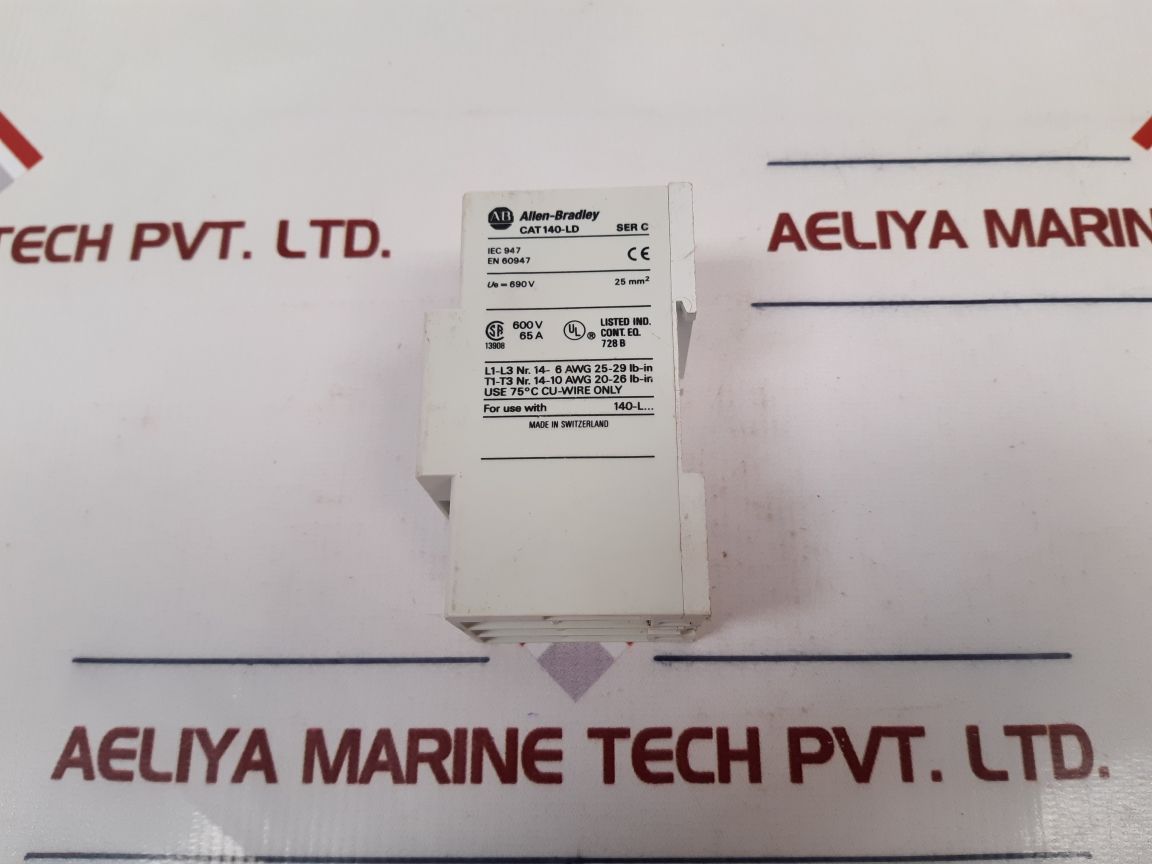 TECH PVT. LTD.
AELIYA MARIN
AB Allen-Bradley
CAT 140-LD SER C
IEC 947
EN 60947
CE
Ue = 690 V 25 mm²
SA 600 V
65 A
13908
UL ® LISTED IND.
CONT. EQ.
728 B
L1-L3 Nr. 14- 6 AWG 25-29 lb-in
T1-T3 Nr. 14-10 AWG 20-26 lb-in
USE 75°C CU-WIRE ONLY
For use with 140-L...
MADE IN SWITZERLAND
AELIYA MARINE TECH PVT. LTD.